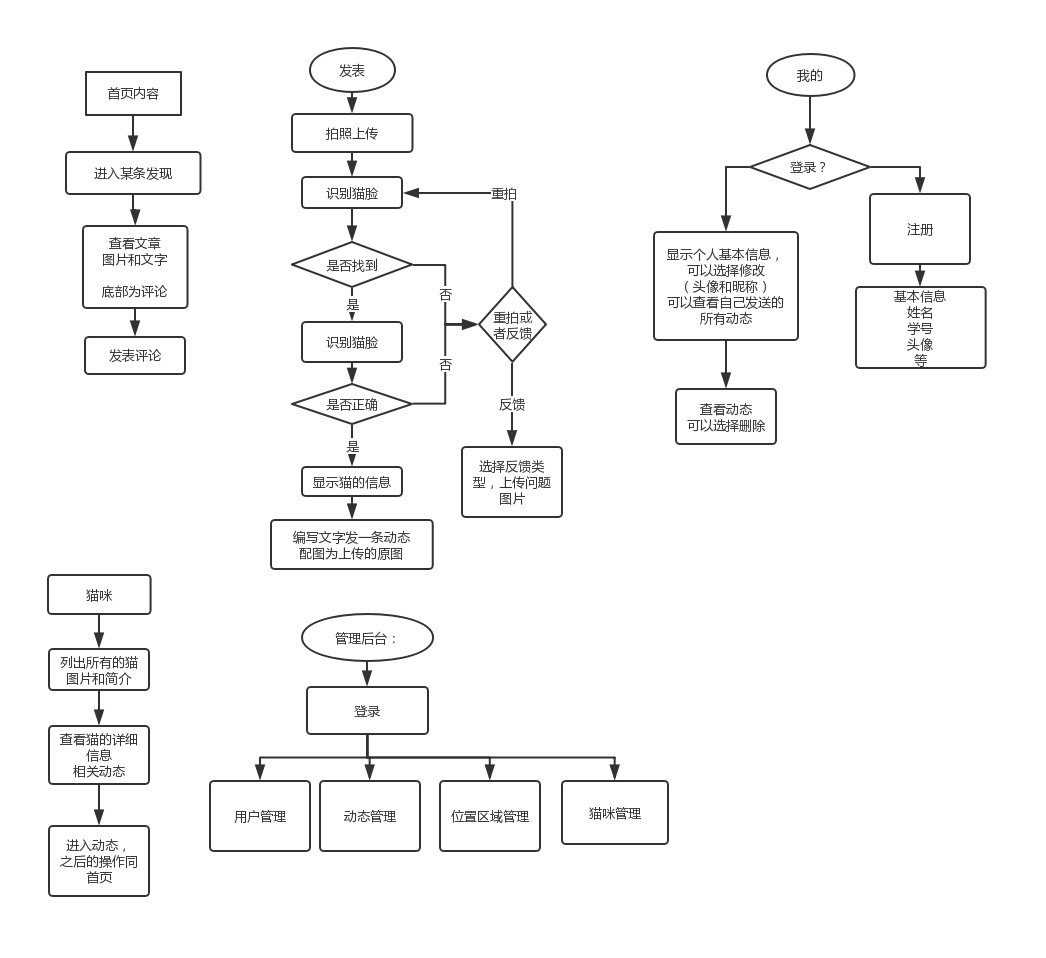 首页内容
进入某条发现
查看文章
图片和文字
底部为评论
发表评论
发表
拍照上传
识别猫脸
重拍
是否找到
否
是
重拍或
者反馈
识别猫脸
否
是否正确
反馈
是
显示猫的信息
选择反馈类
型，上传问题
图片
编写文字发一条动态
配图为上传的原图
我的
登录？
注册
显示个人基本信息，
可以选择修改
（头像和昵称）
可以查看自己发送的
所有动态
基本信息
姓名
学号
头像
等
查看动态
可以选择删除
猫咪
列出所有的猫
图片和简介
查看猫的详细
信息
相关动态
进入动态，
之后的操作同
首页
管理后台：
登录
用户管理
动态管理
位置区域管理
猫咪管理